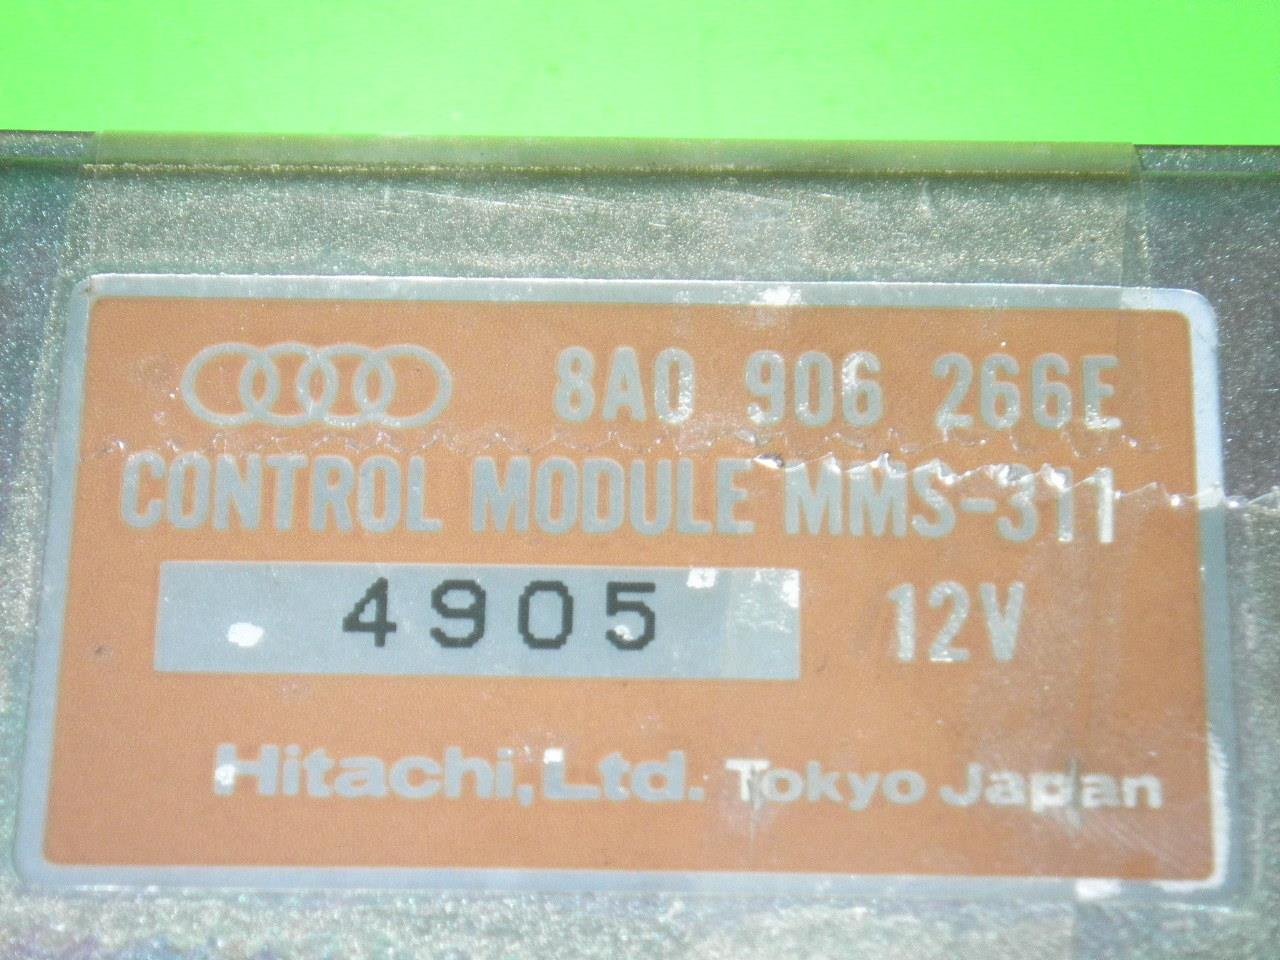 8A0 906 266E
CONTROL MODULE MMS-311
4905 12V
Hitachi, Ltd. Tokyo Japan